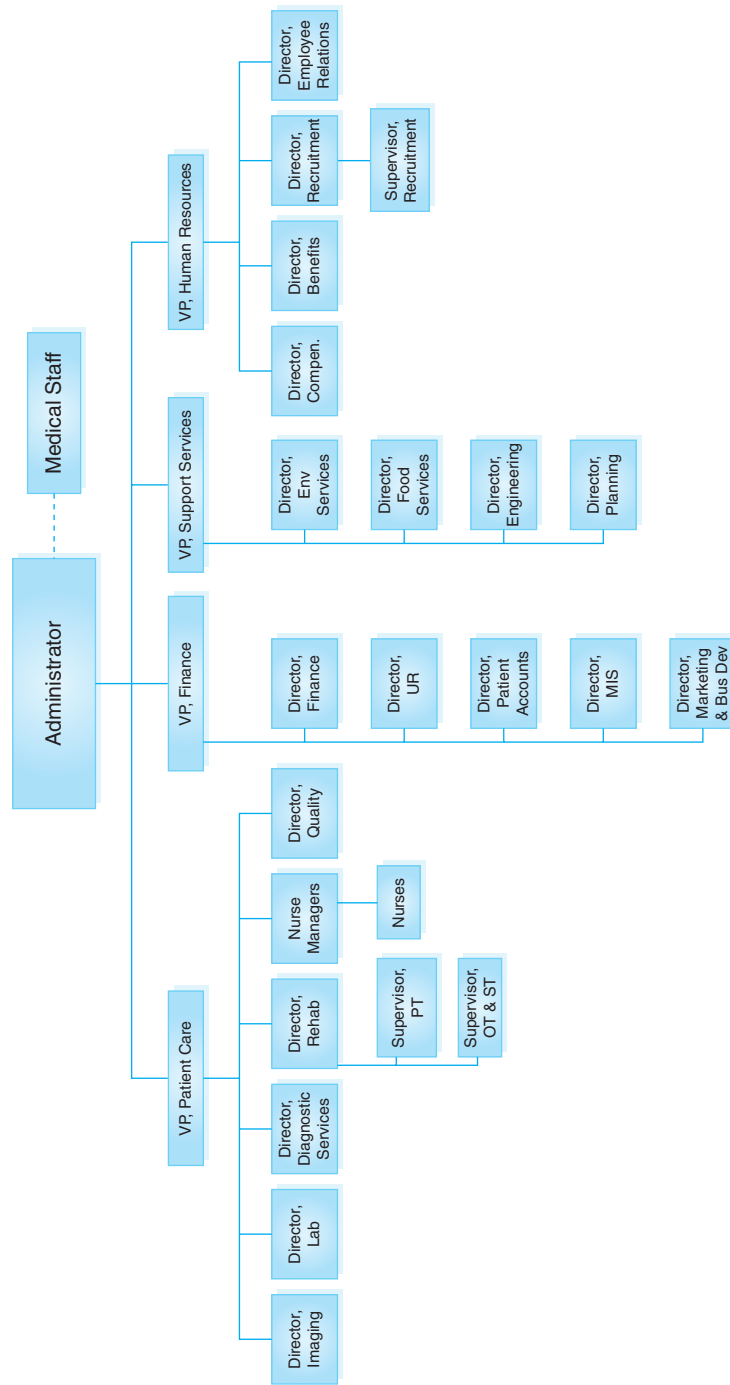 Administrator
Medical Staff
VP, Patient Care
VP, Finance
VP, Support Services
VP, Human Resources
Director,
Imaging
Director,
Lab
Director,
Diagnostic
Services
Director,
Rehab
Nurse
Managers
Director,
Quality
Supervisor,
PT
Supervisor,
OT & ST
Nurses
Director,
Finance
Director,
UR
Director,
Patient
Accounts
Director,
MIS
Director,
Marketing
& Bus Dev
Director,
Env
Services
Director,
Food
Services
Director,
Engineering
Director,
Planning
Director,
Compen.
Director,
Benefits
Director,
Recruitment
Director,
Employee
Relations
Supervisor,
Recruitment